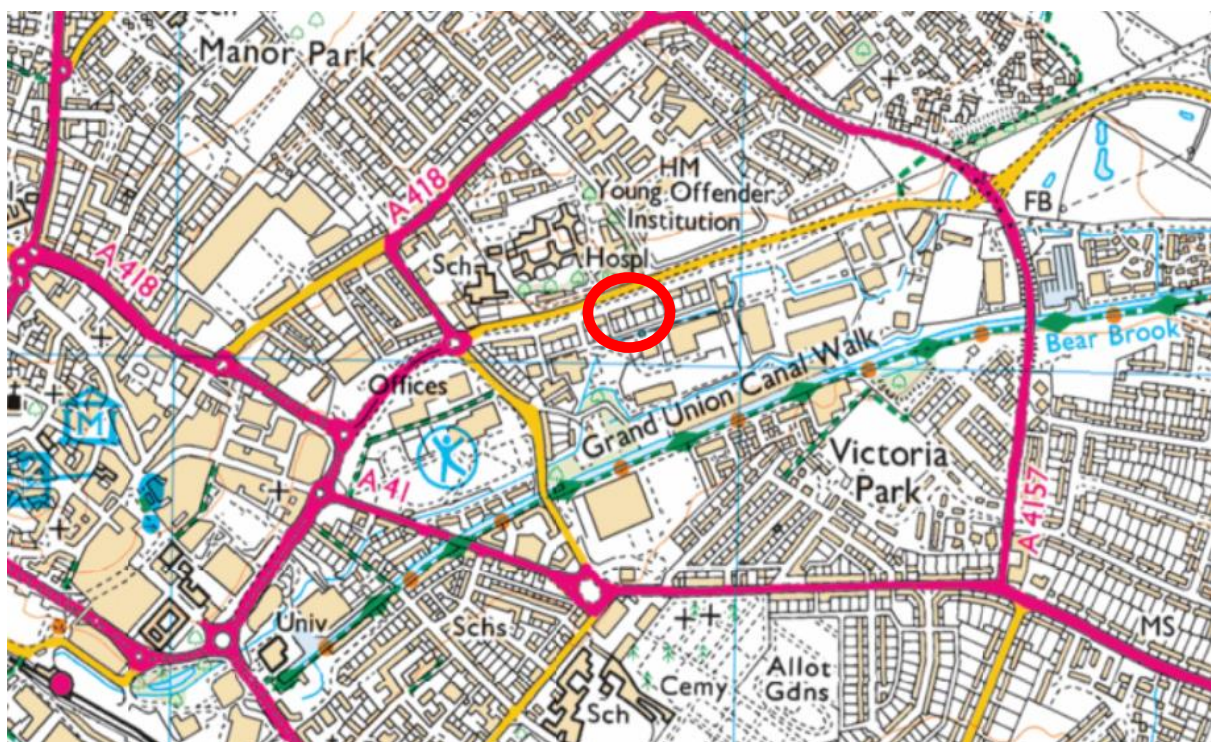 Sch
Manor Park
A 418
HM
Young Offender
Institution
Hospl
Sch
FB
A 418
Offices
Bear Brook
Grand Union Canal Walk
M
A 41
Victoria
Park
A 4157
Univ
Schs
MS
Cemy
Allot
Gdns
Sch